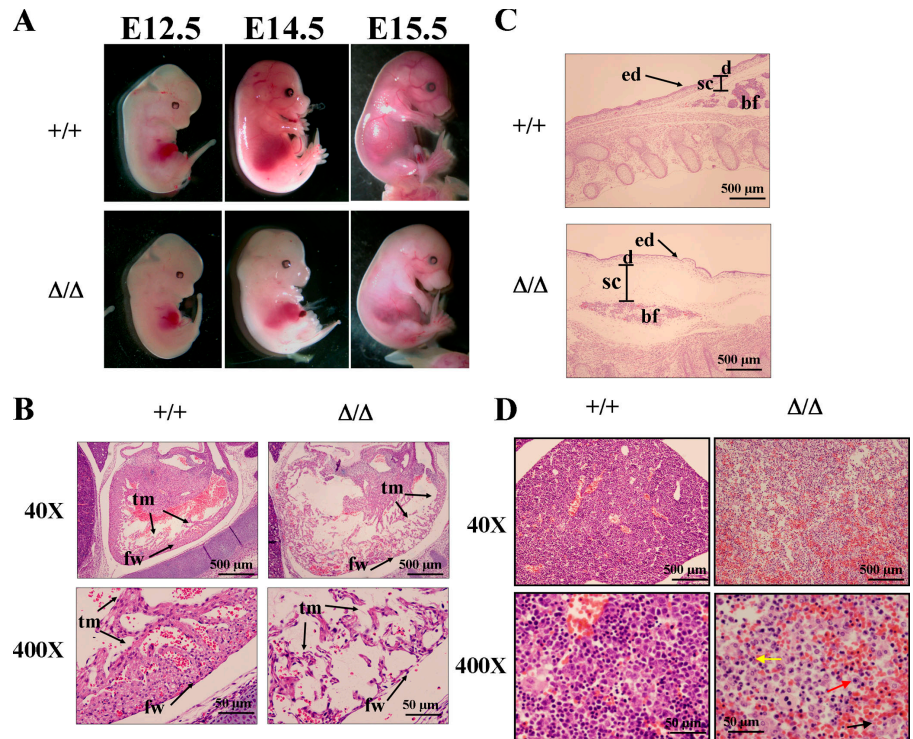 A
E12.5 E14.5 E15.5
+/+
Δ/Δ
C
+/+
ed
d
sc
bf
500 µm
Δ/Δ
ed
d
sc
bf
500 µm
B
+/+ Δ/Δ
40X
tm
fw
500 µm
tm
fw
500 µm
400X
tm
fw
50 µm
tm
fw
50 µm
D
+/+ Δ/Δ
40X
500 µm
500 µm
400X
50 µm
50 µm